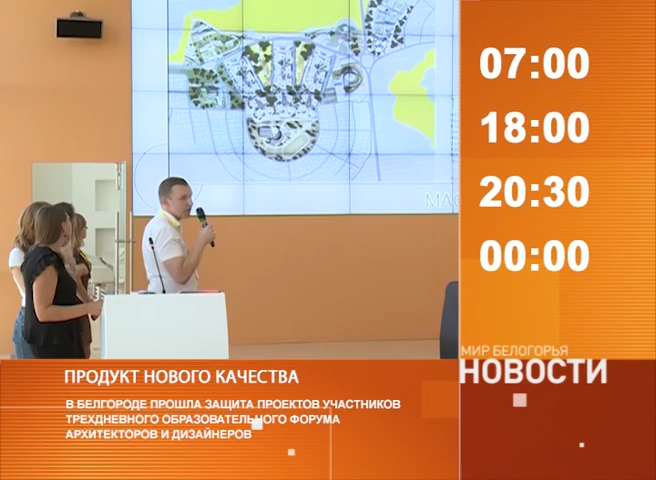 07:00
18:00
20:30
00:00
МИР БЕЛОГОРЬЯ
НОВОСТИ
ПРОДУКТ НОВОГО КАЧЕСТВА
В БЕЛГОРОДЕ ПРОШЛА ЗАЩИТА ПРОЕКТОВ УЧАСТНИКОВ
ТРЕХДНЕВНОГО ОБРАЗОВАТЕЛЬНОГО ФОРУМА
АРХИТЕКТОРОВ И ДИЗАЙНЕРОВ